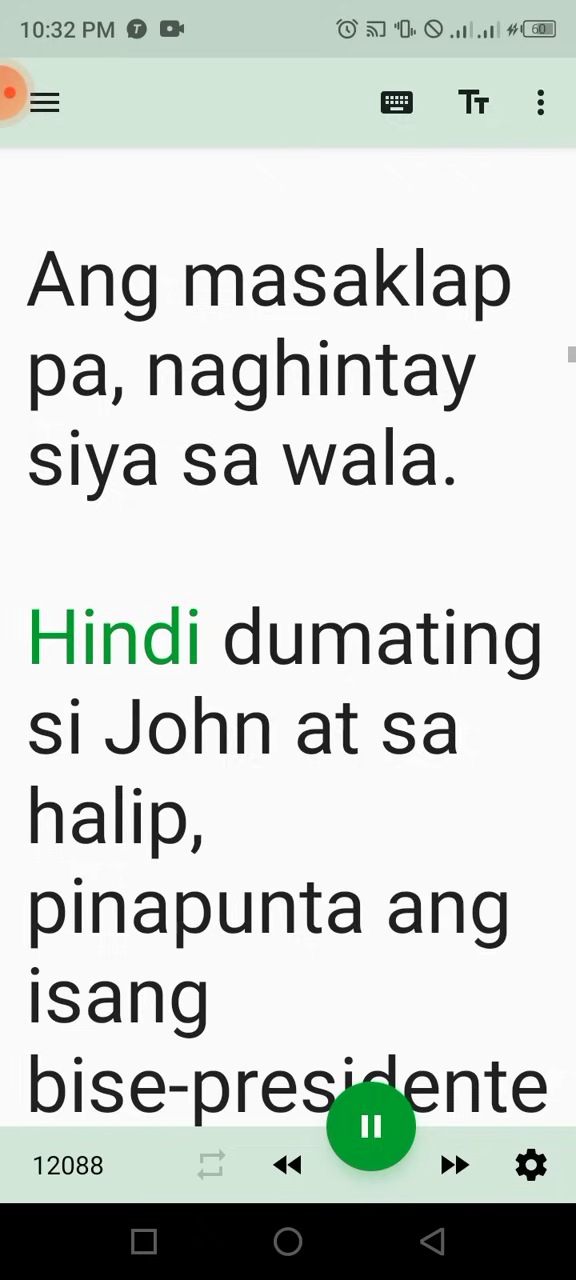 10:32 PM
60
Ang masaklap
pa, naghintay
siya sa wala.
Hindi dumating
si John at sa
halip,
pinapunta ang
isang
bise-presidente
12088